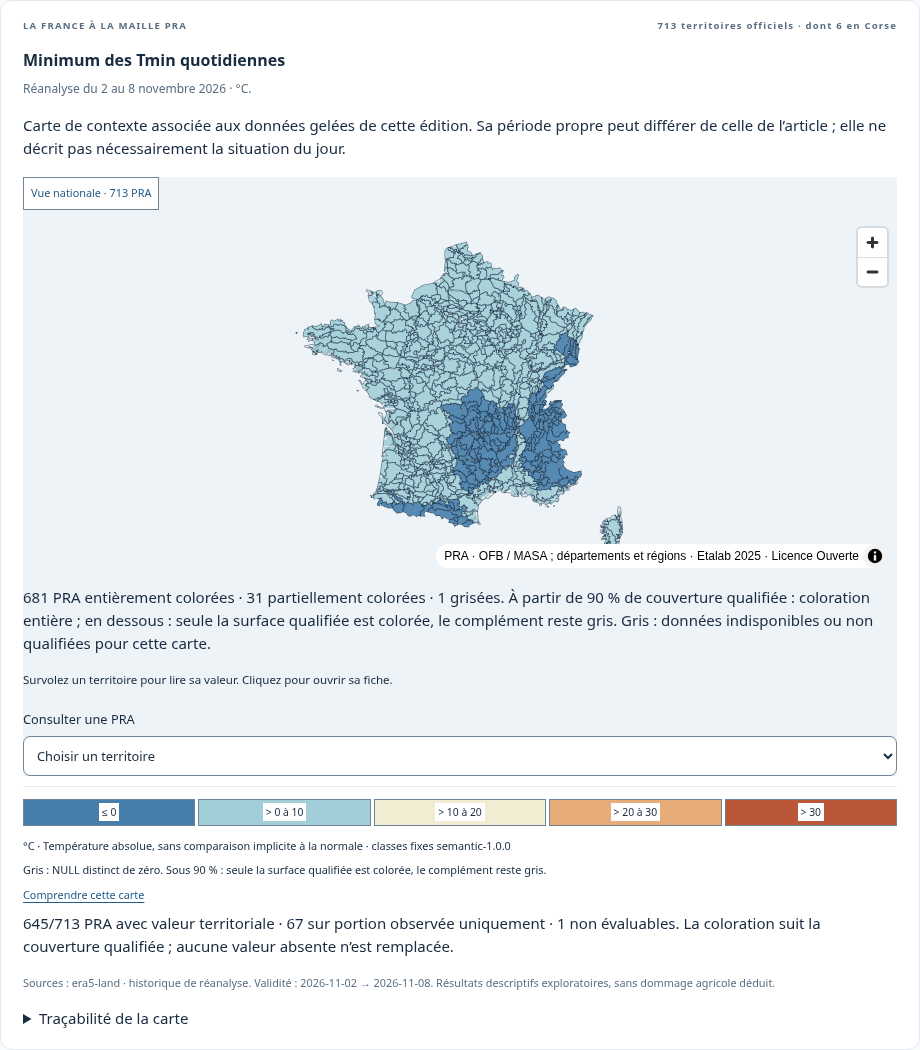 LA FRANCE À LA MAILLE PRA
713 territoires officiels · dont 6 en Corse
Minimum des Tmin quotidiennes
Réanalyse du 2 au 8 novembre 2026 · °C.
Carte de contexte associée aux données gelées de cette édition. Sa période propre peut différer de celle de l’article ; elle ne
décrit pas nécessairement la situation du jour.
Vue nationale · 713 PRA
+
−
PRA · OFB / MASA ; départements et régions · Etalab 2025 · Licence Ouverte
681 PRA entièrement colorées · 31 partiellement colorées · 1 grisées. À partir de 90 % de couverture qualifiée : coloration
entière ; en dessous : seule la surface qualifiée est colorée, le complément reste gris. Gris : données indisponibles ou non
qualifiées pour cette carte.
Survolez un territoire pour lire sa valeur. Cliquez pour ouvrir sa fiche.
Consulter une PRA
Choisir un territoire
≤ 0
> 0 à 10
> 10 à 20
> 20 à 30
> 30
°C · Température absolue, sans comparaison implicite à la normale · classes fixes semantic-1.0.0
Gris : NULL distinct de zéro. Sous 90 % : seule la surface qualifiée est colorée, le complément reste gris.
Comprendre cette carte
645/713 PRA avec valeur territoriale · 67 sur portion observée uniquement · 1 non évaluables. La coloration suit la
couverture qualifiée ; aucune valeur absente n’est remplacée.
Sources : era5-land · historique de réanalyse. Validité : 2026-11-02 → 2026-11-08. Résultats descriptifs exploratoires, sans dommage agricole déduit.
Traçabilité de la carte